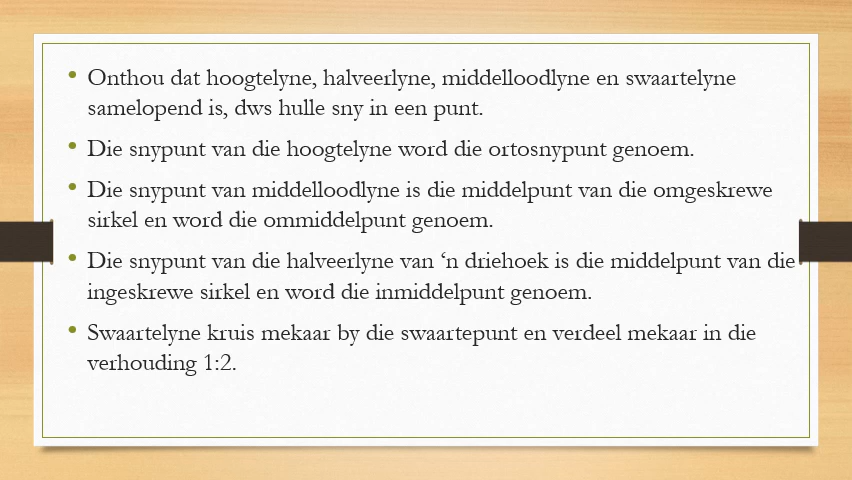 • Onthou dat hoogtelyne, halveerlyne, middelloodlyne en swaartelyne
samelopend is, dws hulle sny in een punt.
• Die snypunt van die hoogtelyne word die ortosnypunt genoem.
• Die snypunt van middelloodlyne is die middelpunt van die omgeskrewe
sirkel en word die ommiddelpunt genoem.
• Die snypunt van die halveerlyne van ‘n driehoek is die middelpunt van die
ingeskrewe sirkel en word die inmiddelpunt genoem.
• Swaartelyne kruis mekaar by die swaartepunt en verdeel mekaar in die
verhouding 1:2.